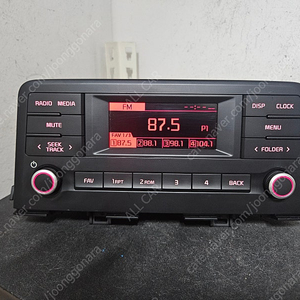 RADIO MEDIA
MUTE
SEEK
TRACK
FM
87.5 P1
FAV 1/3
1 87.5 2 88.1 3 98.1 4 104.1
DISP CLOCK
MENU
FOLDER
FAV 1 RPT 2 RDM 3 4 BACK